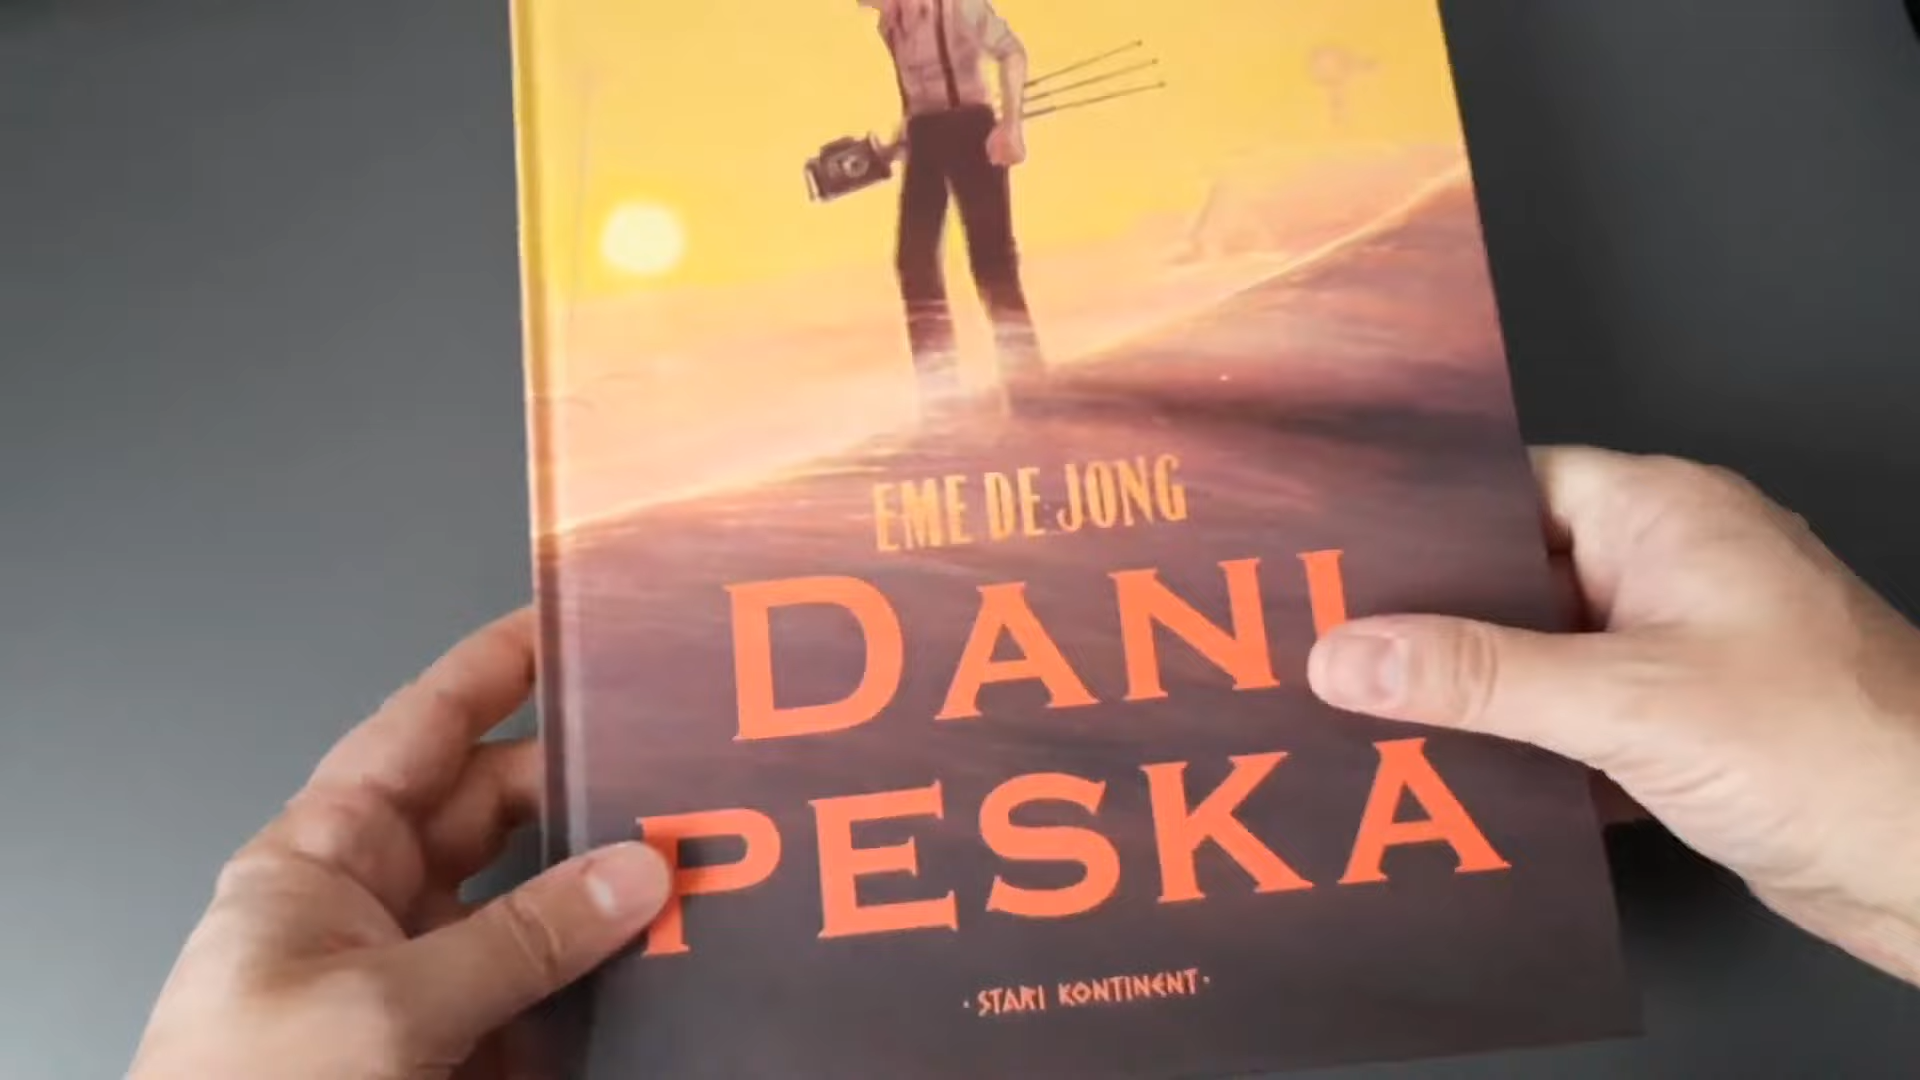 EME DE JONG
DANI
PESKA
· STARI KONTINENT ·